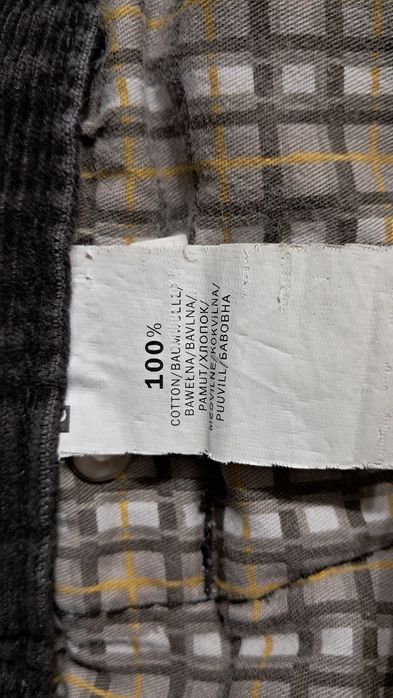 100%
COTTON/BAUMWOLLE/
BAWEŁNA/BAVLNA/
PAMUT/ХЛОПОК/
MEDVILNĖ/KOKVILNA/
PUUVILL/БАВОВНА